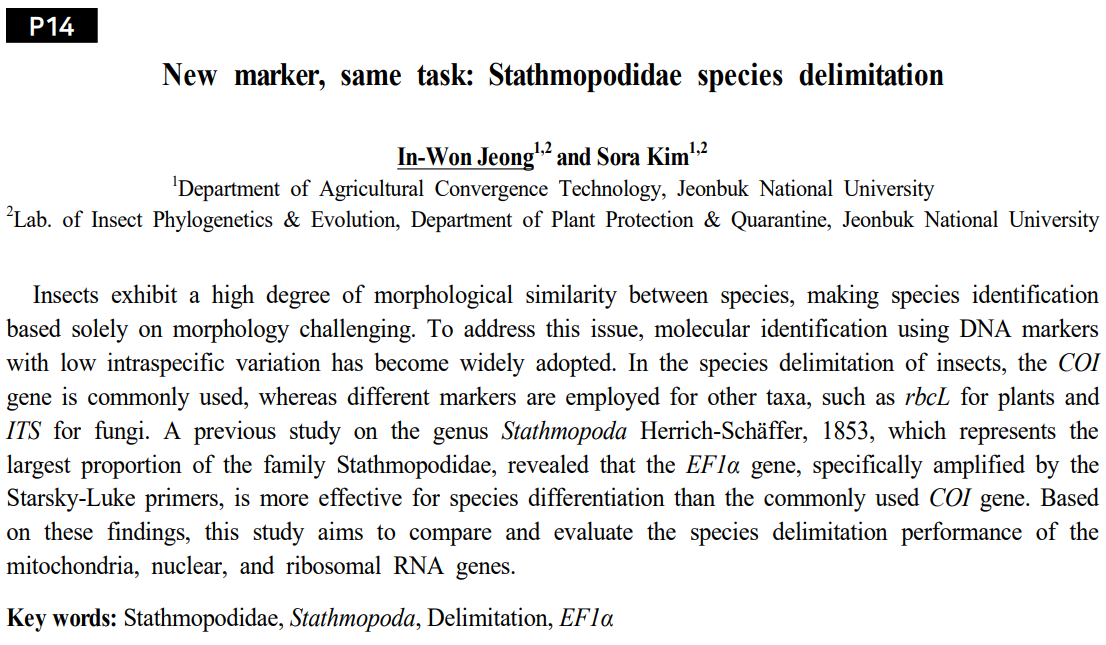 P14
New marker, same task: Stathmopodidae species delimitation
In-Won Jeong1,2 and Sora Kim1,2
1Department of Agricultural Convergence Technology, Jeonbuk National University
2Lab. of Insect Phylogenetics & Evolution, Department of Plant Protection & Quarantine, Jeonbuk National University
Insects exhibit a high degree of morphological similarity between species, making species identification
based solely on morphology challenging. To address this issue, molecular identification using DNA markers
with low intraspecific variation has become widely adopted. In the species delimitation of insects, the COI
gene is commonly used, whereas different markers are employed for other taxa, such as rbcL for plants and
ITS for fungi. A previous study on the genus Stathmopoda Herrich-Schäffer, 1853, which represents the
largest proportion of the family Stathmopodidae, revealed that the EF1α gene, specifically amplified by the
Starsky-Luke primers, is more effective for species differentiation than the commonly used COI gene. Based
on these findings, this study aims to compare and evaluate the species delimitation performance of the
mitochondria, nuclear, and ribosomal RNA genes.
Key words: Stathmopodidae, Stathmopoda, Delimitation, EF1α